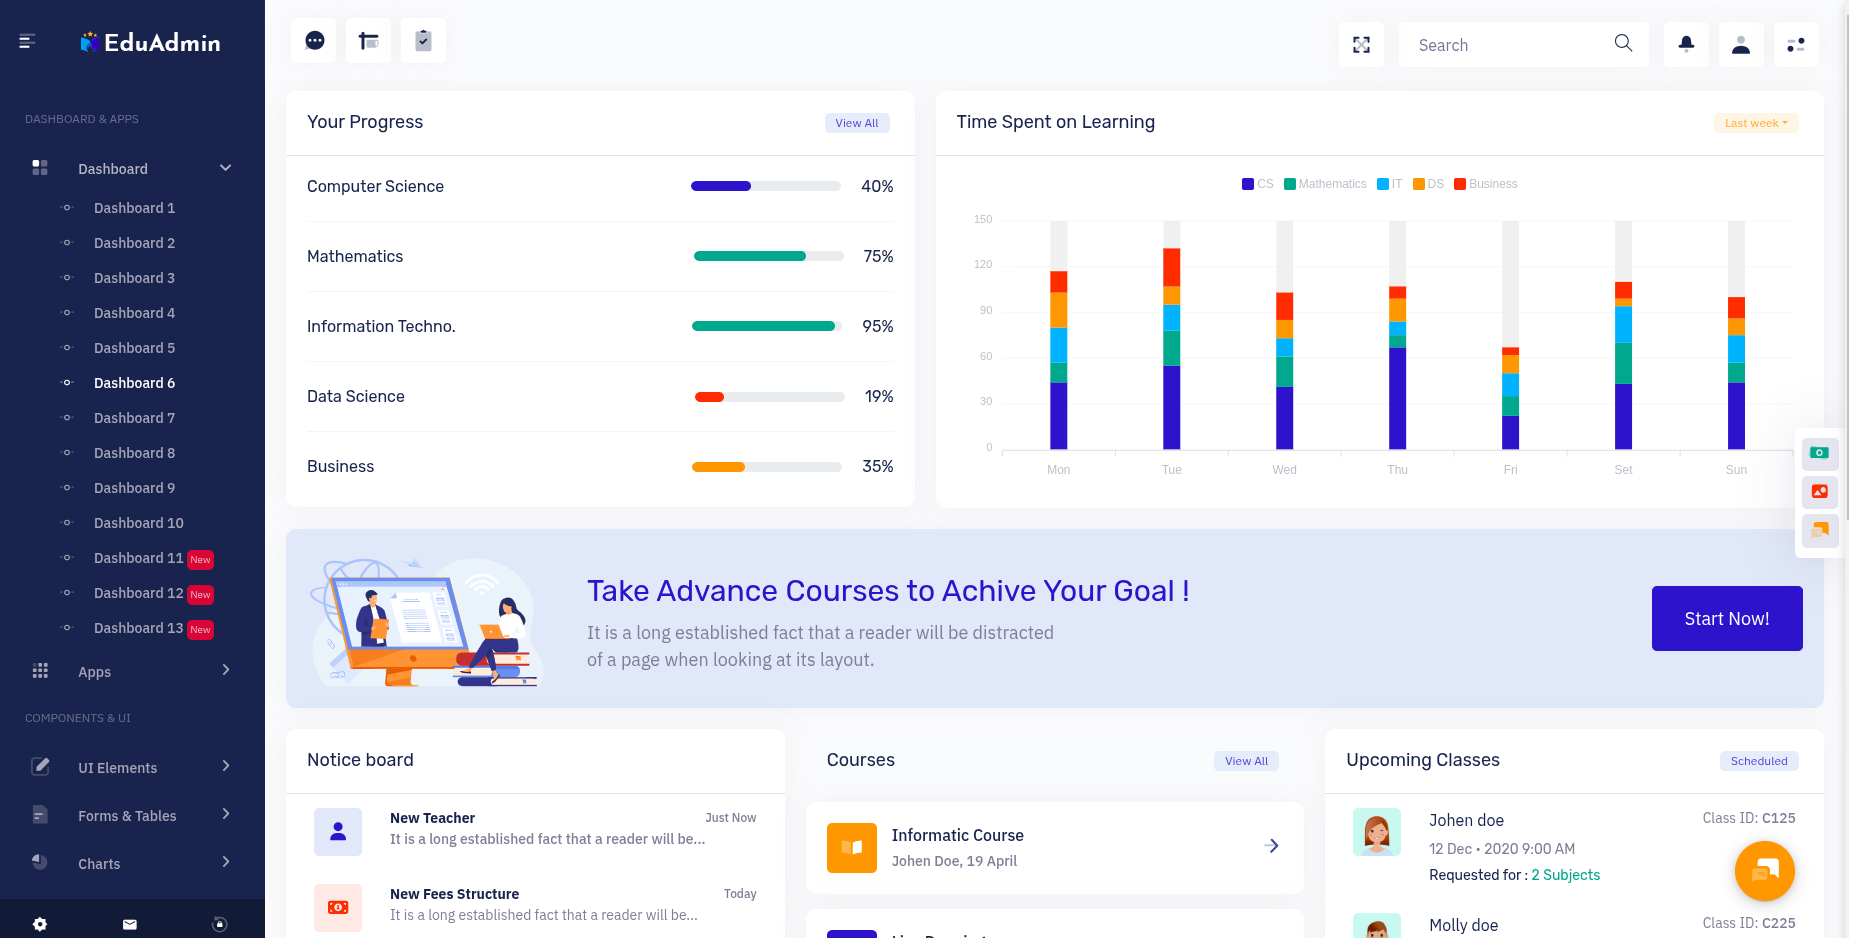 EduAdmin
Search
DASHBOARD & APPS
Dashboard
Dashboard 1
Dashboard 2
Dashboard 3
Dashboard 4
Dashboard 5
Dashboard 6
Dashboard 7
Dashboard 8
Dashboard 9
Dashboard 10
Dashboard 11 New
Dashboard 12 New
Dashboard 13 New
Apps
COMPONENTS & UI
UI Elements
Forms & Tables
Charts
Your Progress
View All
Computer Science 40%
Mathematics 75%
Information Techno. 95%
Data Science 19%
Business 35%
Time Spent on Learning
Last week
CS Mathematics IT DS Business
150
120
90
60
30
0
Mon Tue Wed Thu Fri Set Sun
Take Advance Courses to Achive Your Goal !
It is a long established fact that a reader will be distracted
of a page when looking at its layout.
Start Now!
Notice board
New Teacher Just Now
It is a long established fact that a reader will be...
New Fees Structure Today
It is a long established fact that a reader will be...
Courses
View All
Informatic Course
Johen Doe, 19 April
Upcoming Classes
Scheduled
Johen doe Class ID: C125
12 Dec • 2020 9:00 AM
Requested for : 2 Subjects
Molly doe Class ID: C225